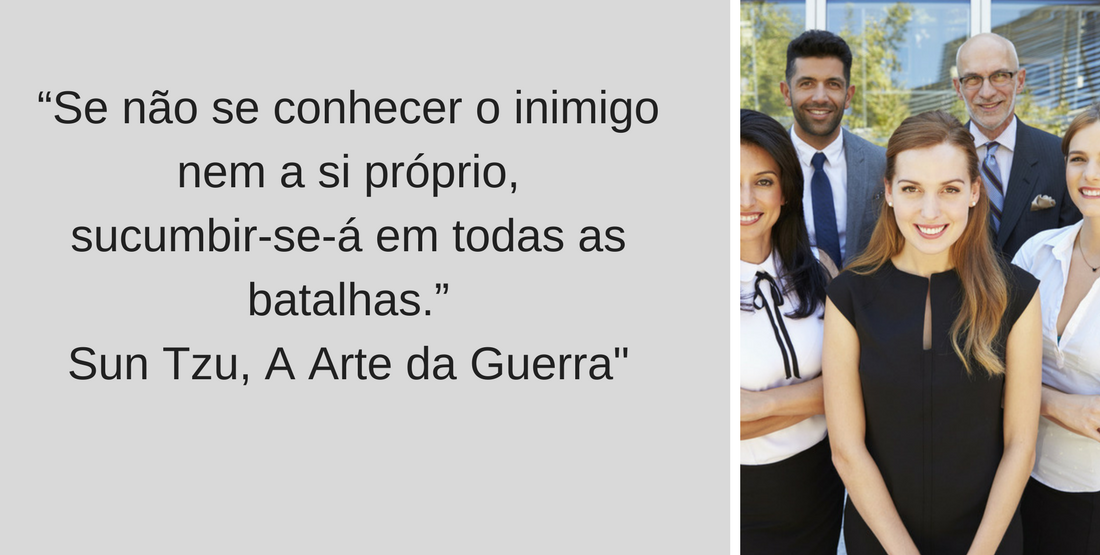 “Se não se conhecer o inimigo
nem a si próprio,
sucumbir-se-á em todas as
batalhas.”
Sun Tzu, A Arte da Guerra"